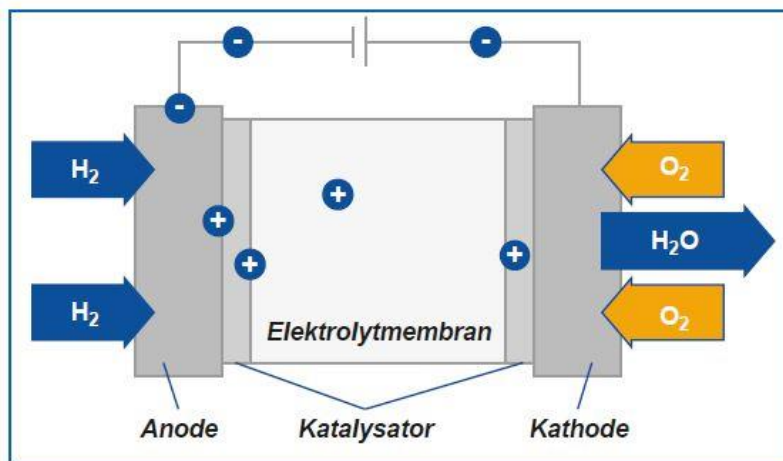 - -
-
H₂ O₂
+ +
H₂O
+ +
H₂ O₂
Elektrolytmembran
Anode Katalysator Kathode